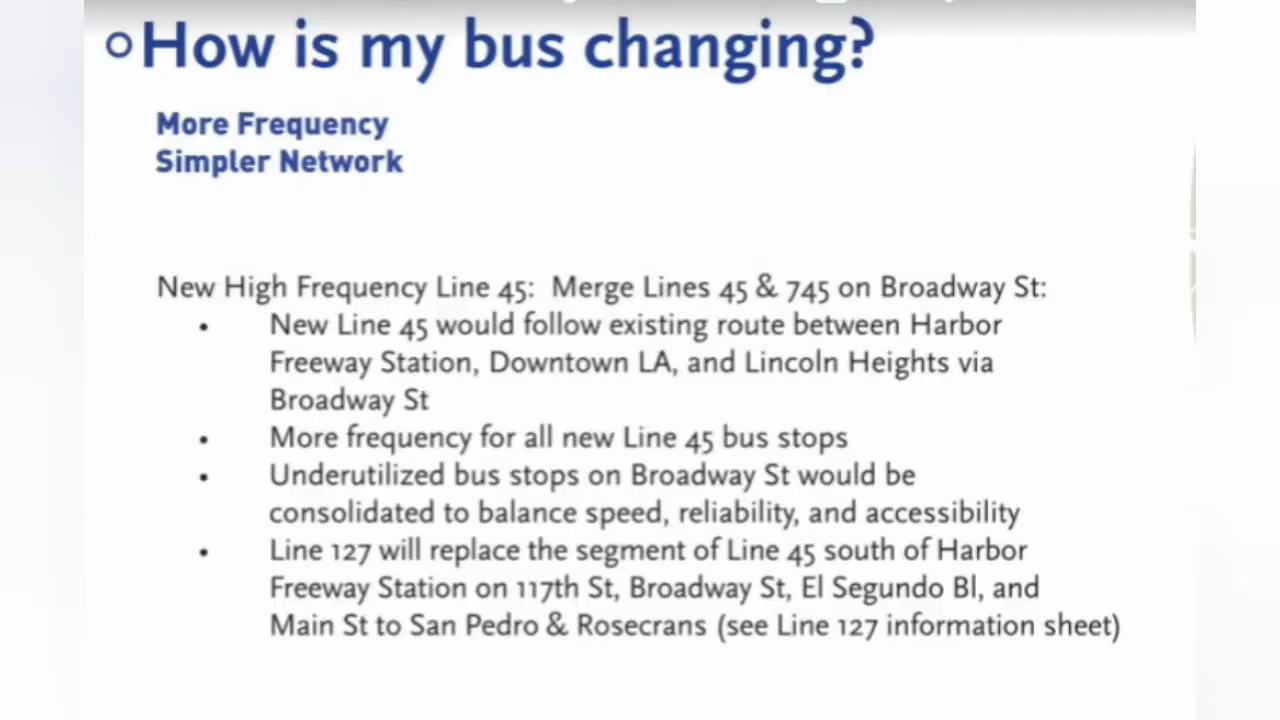 How is my bus changing?
More Frequency
Simpler Network
New High Frequency Line 45: Merge Lines 45 & 745 on Broadway St:
• New Line 45 would follow existing route between Harbor
Freeway Station, Downtown LA, and Lincoln Heights via
Broadway St
• More frequency for all new Line 45 bus stops
• Underutilized bus stops on Broadway St would be
consolidated to balance speed, reliability, and accessibility
• Line 127 will replace the segment of Line 45 south of Harbor
Freeway Station on 117th St, Broadway St, El Segundo Bl, and
Main St to San Pedro & Rosecrans (see Line 127 information sheet)